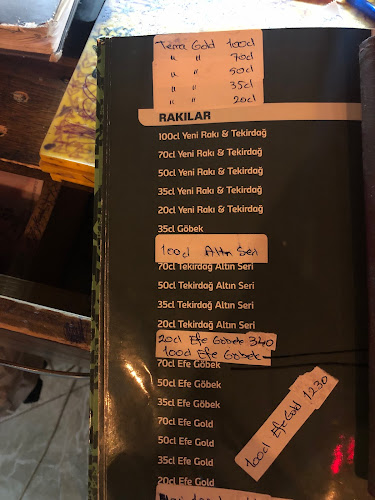 Tema Gold 100cl
" " 70cl
" " 50cl
" " 35cl
" " 20cl
RAKILAR
100cl Yeni Rakı & Tekirdağ
70cl Yeni Rakı & Tekirdağ
50cl Yeni Rakı & Tekirdağ
35cl Yeni Rakı & Tekirdağ
20cl Yeni Rakı & Tekirdağ
35cl Göbek
100cl Altın Seri
70cl Tekirdağ Altın Seri
50cl Tekirdağ Altın Seri
35cl Tekirdağ Altın Seri
20cl Tekirdağ Altın Seri
20cl Efe Göbek 340
100cl Efe Göbek
70cl Efe Göbek
50cl Efe Göbek
35cl Efe Göbek
70cl Efe Gold
50cl Efe Gold
35cl Efe Gold
20cl Efe Gold
100cl Efe Gold 1230